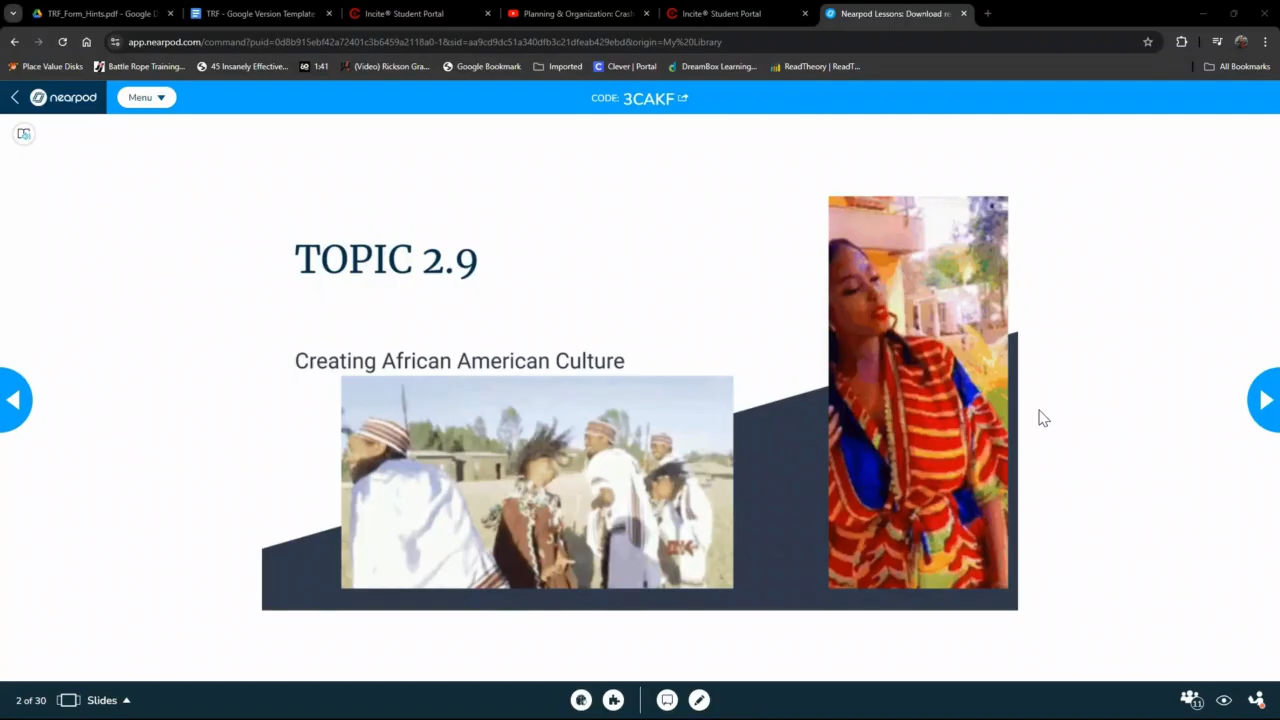 TRF_Form_Hints.pdf - Google D
TRF - Google Version Template
Incite® Student Portal
Planning & Organization: Crash
Incite® Student Portal
Nearpod Lessons: Download re
app.nearpod.com/command?puid=0d8b915ebf42a72401c3b6459a2118a0-1&sid=aa9cd9dc51a340dfb3c21dfeab429ebd&origin=My%20Library
Place Value Disks
Battle Rope Training...
45 Insanely Effective...
1:41
(Video) Rickson Gra...
Google Bookmark
Imported
Clever | Portal
DreamBox Learning...
ReadTheory | ReadT...
All Bookmarks
nearpod
Menu
CODE: 3CAKF
TOPIC 2.9
Creating African American Culture
2 of 30
Slides
11